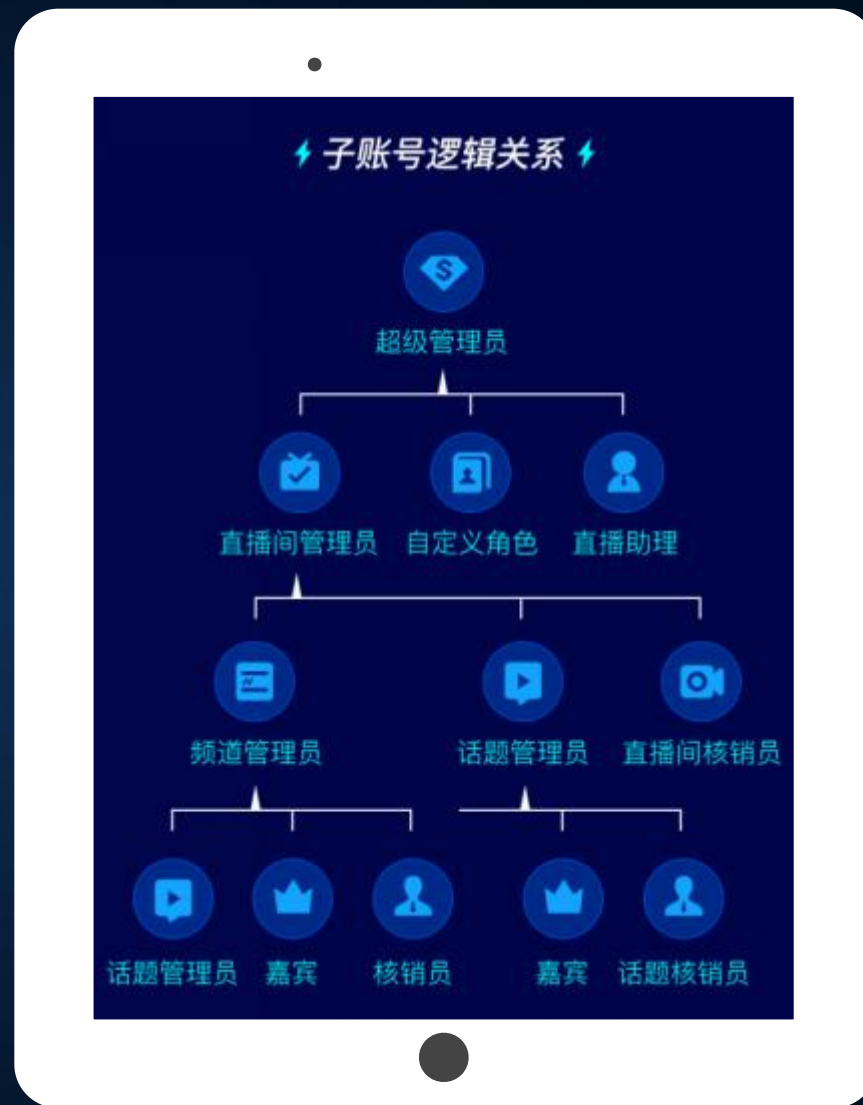 子账号逻辑关系
超级管理员
直播间管理员 自定义角色 直播助理
频道管理员 话题管理员 直播间核销员
话题管理员 嘉宾 核销员 嘉宾 话题核销员